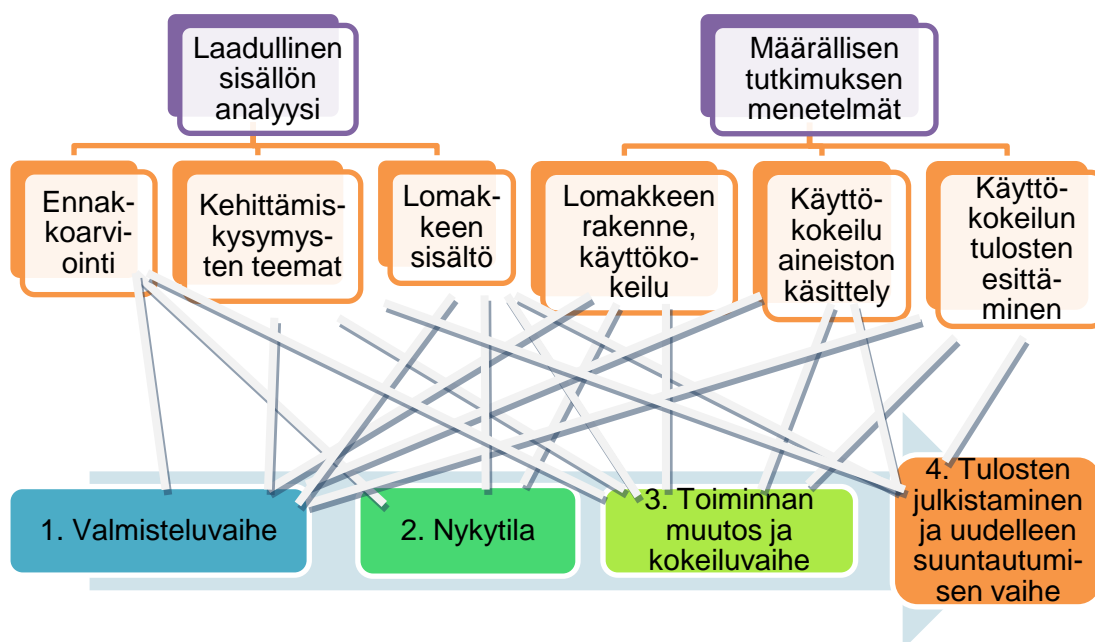 Laadullinen
sisällön
analyysi
Määrällisen
tutkimuksen
menetelmät
Ennak-
koarvi-
ointi
Kehittämis-
kysymys-
ten teemat
Lomak-
keen
sisältö
Lomakkeen
rakenne,
käyttöko-
keilu
Käyttö-
kokeilu
aineiston
käsittely
Käyttö-
kokeilun
tulosten
esittä-
minen
1. Valmisteluvaihe
2. Nykytila
3. Toiminnan
muutos ja
kokeiluvaihe
4. Tulosten
julkistaminen
ja uudelleen
suuntautumi-
sen vaihe